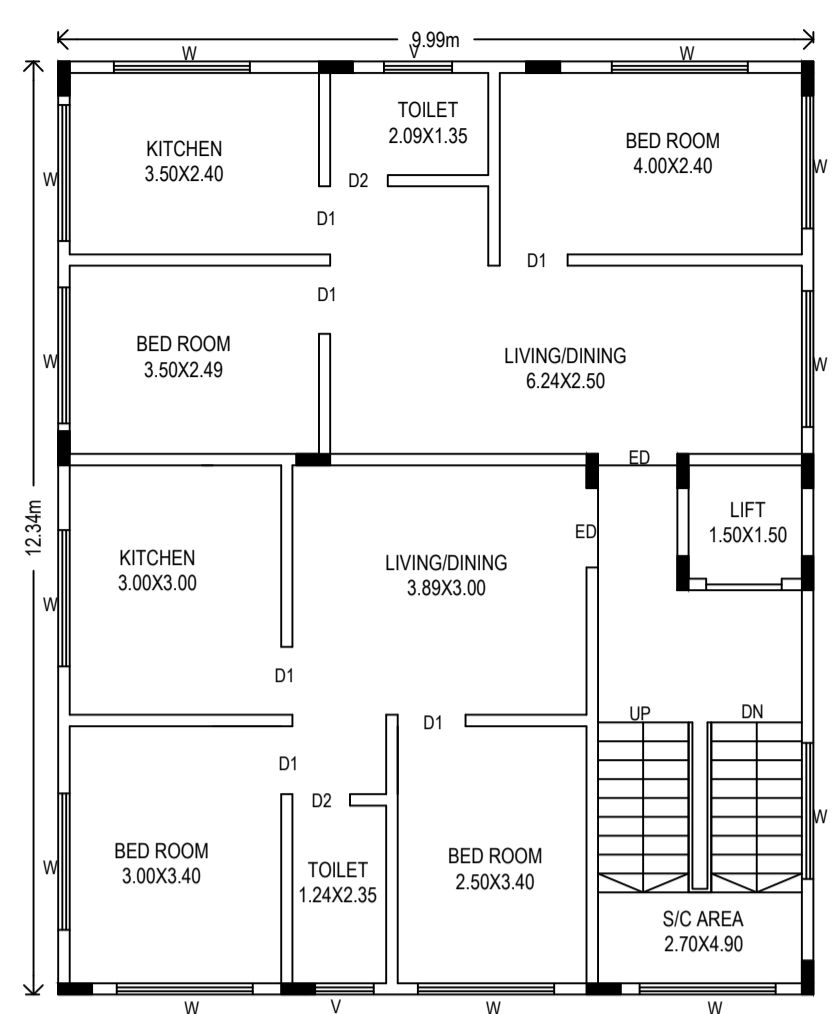 9.99m
W
V
W
TOILET
2.09X1.35
BED ROOM
4.00X2.40
KITCHEN
3.50X2.40
W
W
D2
D1
D1
D1
BED ROOM
3.50X2.49
LIVING/DINING
6.24X2.50
W
W
ED
12.34m
LIFT
1.50X1.50
ED
KITCHEN
3.00X3.00
LIVING/DINING
3.89X3.00
W
D1
UP
DN
D1
D1
D2
W
BED ROOM
3.00X3.40
TOILET
1.24X2.35
BED ROOM
2.50X3.40
W
S/C AREA
2.70X4.90
W
V
W
W